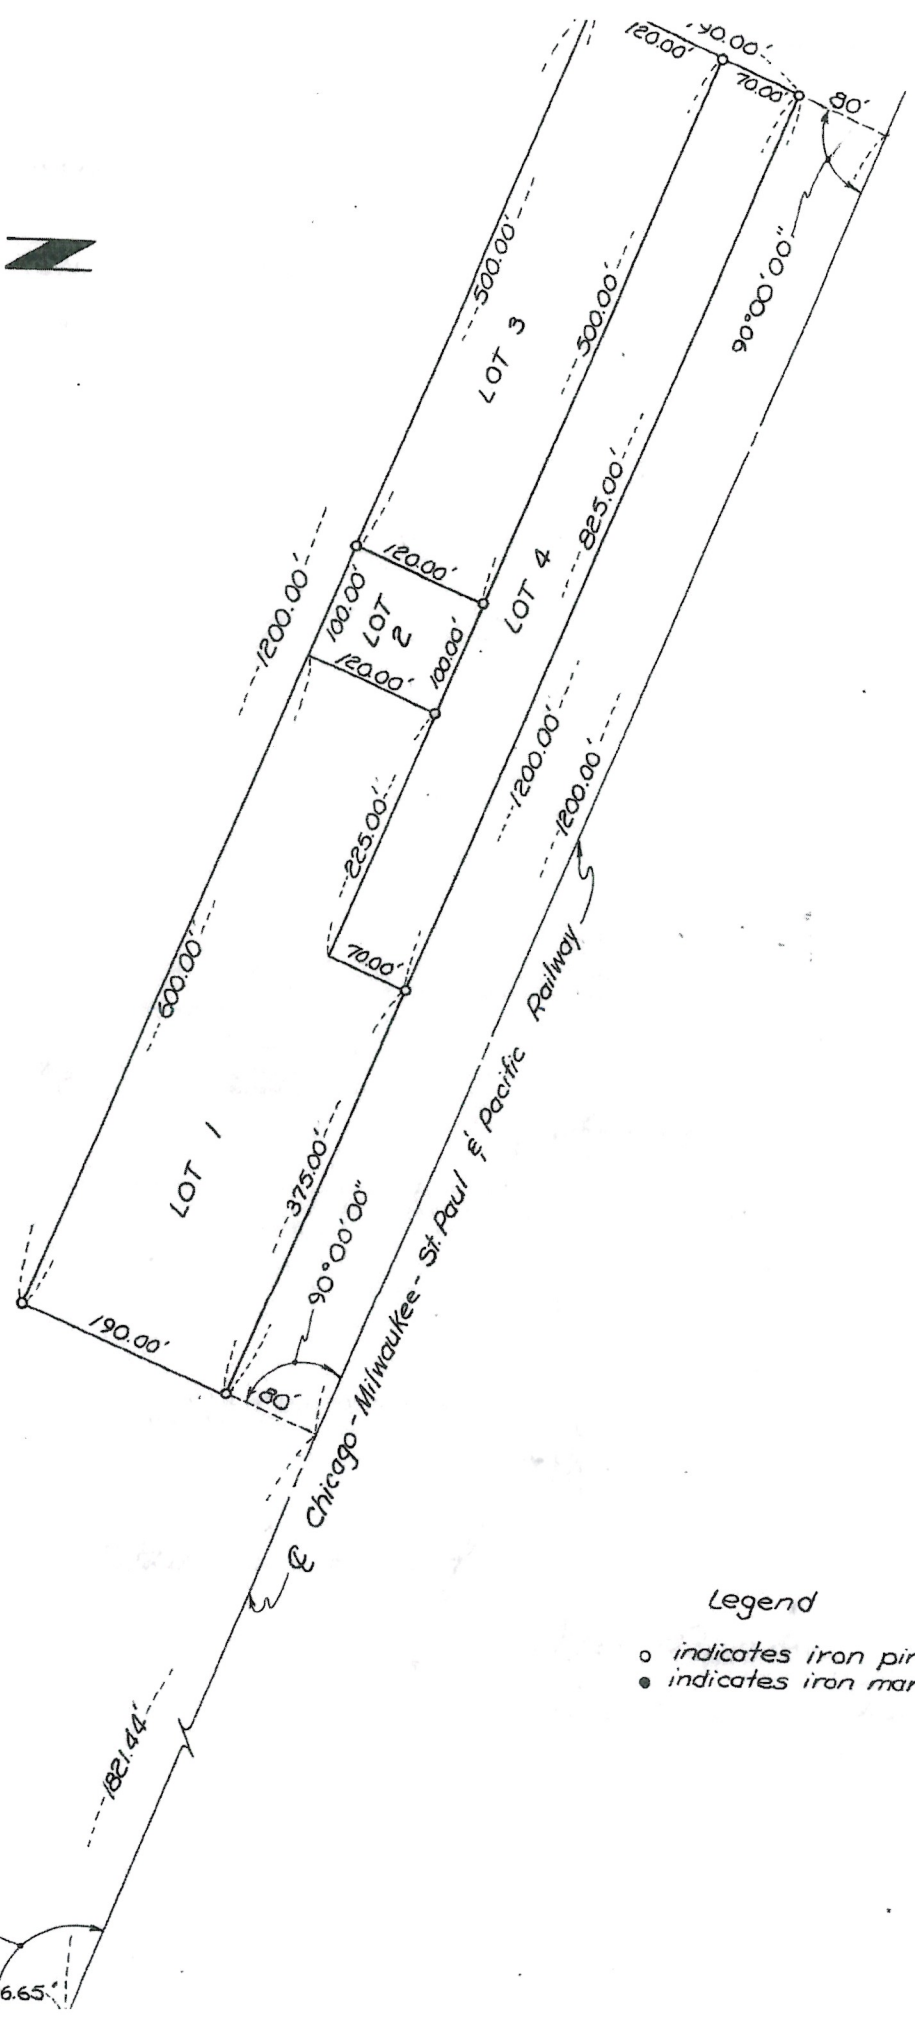 190.00'
120.00'
70.00'
80'
N
500.00'
LOT 3
500.00'
90°00'00"
825.00'
1200.00'
120.00'
100.00'
LOT
2
120.00'
100.00'
LOT 4
1200.00'
1200.00'
225.00'
70.00'
600.00'
LOT 1
375.00'
90°00'00"
190.00'
80'
℄ Chicago-Milwaukee-St. Paul & Pacific Railway
Legend
o indicates iron pin
● indicates iron
1821.44'
6.65'